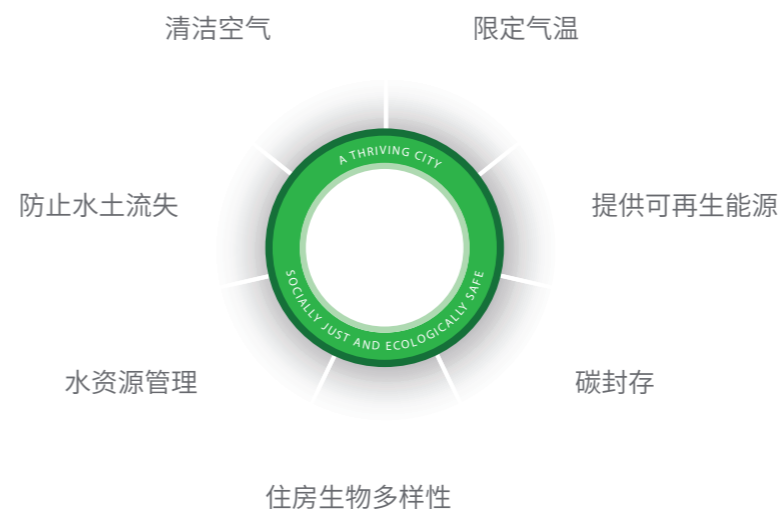 清洁空气
限定气温
防止水土流失
提供可再生能源
A THRIVING CITY
SOCIALLY JUST AND ECOLOGICALLY SAFE
水资源管理
碳封存
住房生物多样性